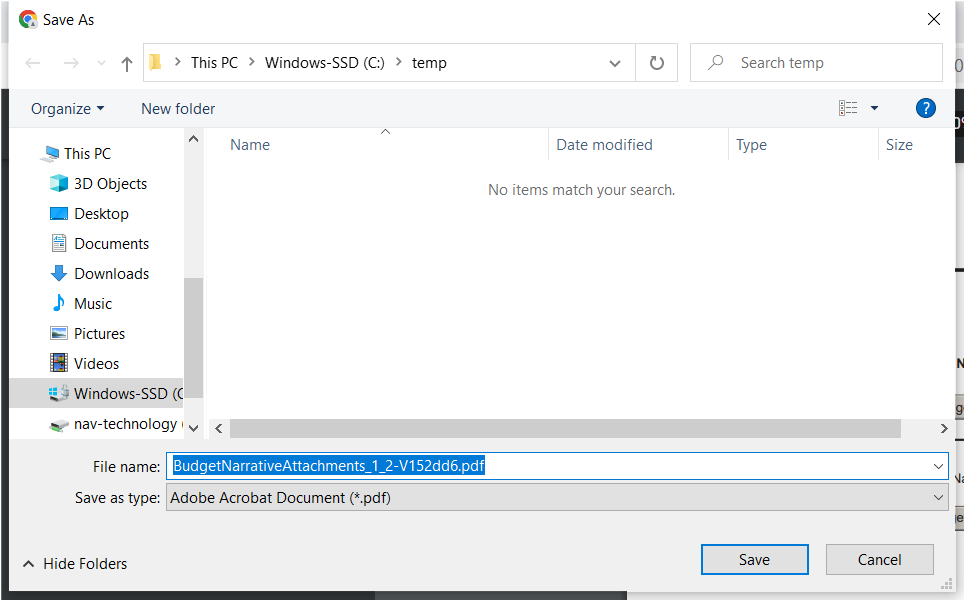 Save As
This PC > Windows-SSD (C:) > temp
Search temp
Organize
New folder
?
Name
Date modified
Type
Size
No items match your search.
This PC
3D Objects
Desktop
Documents
Downloads
Music
Pictures
Videos
Windows-SSD (C
nav-technology (
File name: BudgetNarrativeAttachments_1_2-V152dd6.pdf
Save as type: Adobe Acrobat Document (*.pdf)
Hide Folders
Save
Cancel